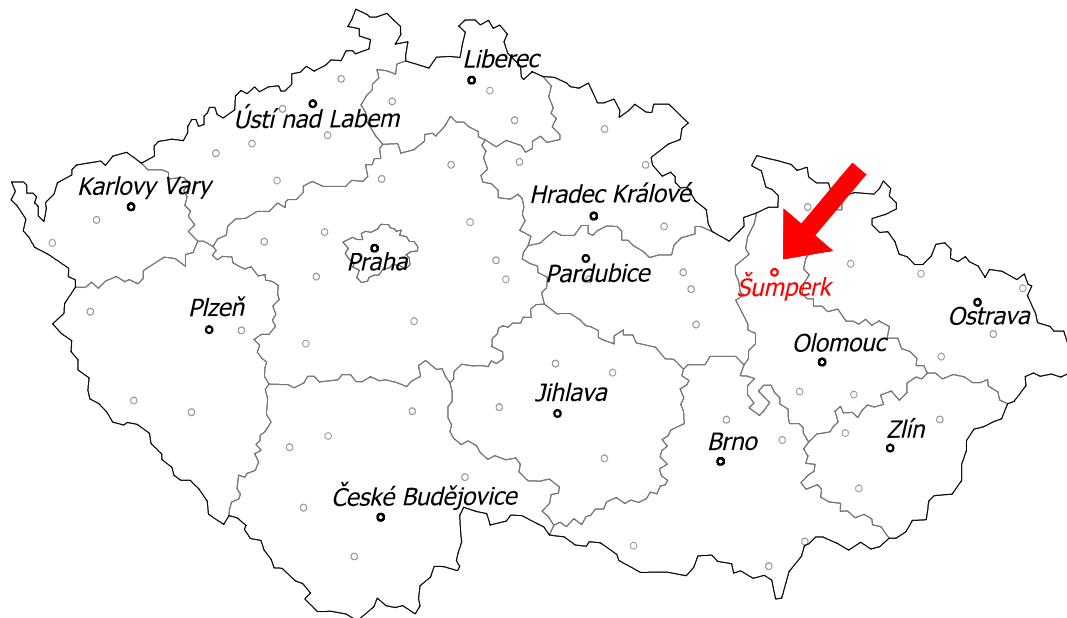 Liberec
Ústí nad Labem
Karlovy Vary
Hradec Králové
Praha
Pardubice
Šumperk
Plzeň
Ostrava
Olomouc
Jihlava
Brno
Zlín
České Budějovice